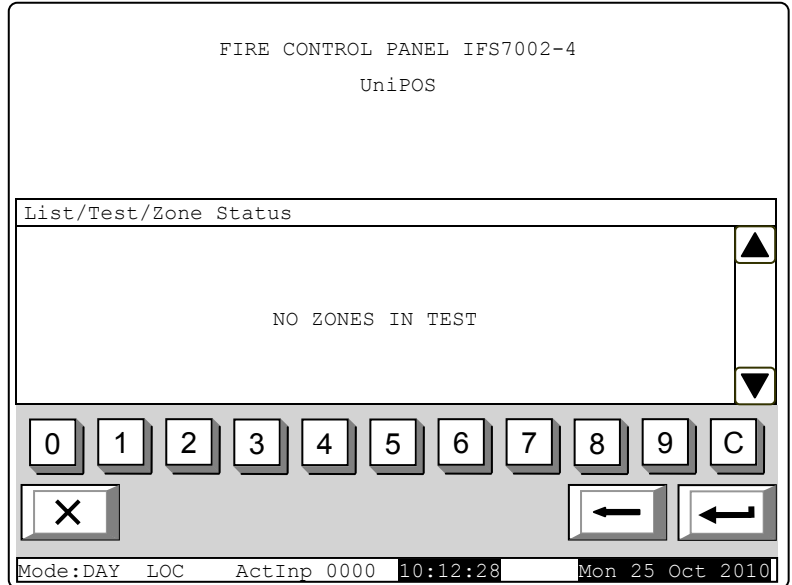 FIRE CONTROL PANEL IFS7002-4
UniPOS
List/Test/Zone Status
NO ZONES IN TEST
0 1 2 3 4 5 6 7 8 9 C
Mode:DAY LOC ActInp 0000 10:12:28 Mon 25 Oct 2010